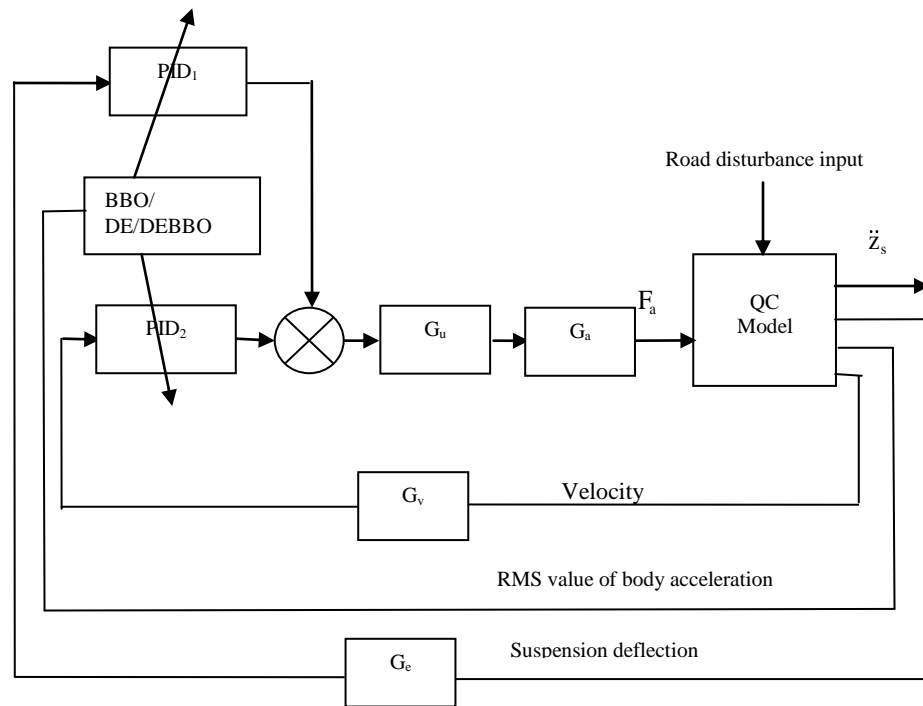 PID₁
Road disturbance input
BBO/
DE/DEBBO
z̈ₛ
QC
Model
Fₐ
PID₂
Gᵤ
Gₐ
Gᵥ
Velocity
RMS value of body acceleration
Suspension deflection
Gₑ